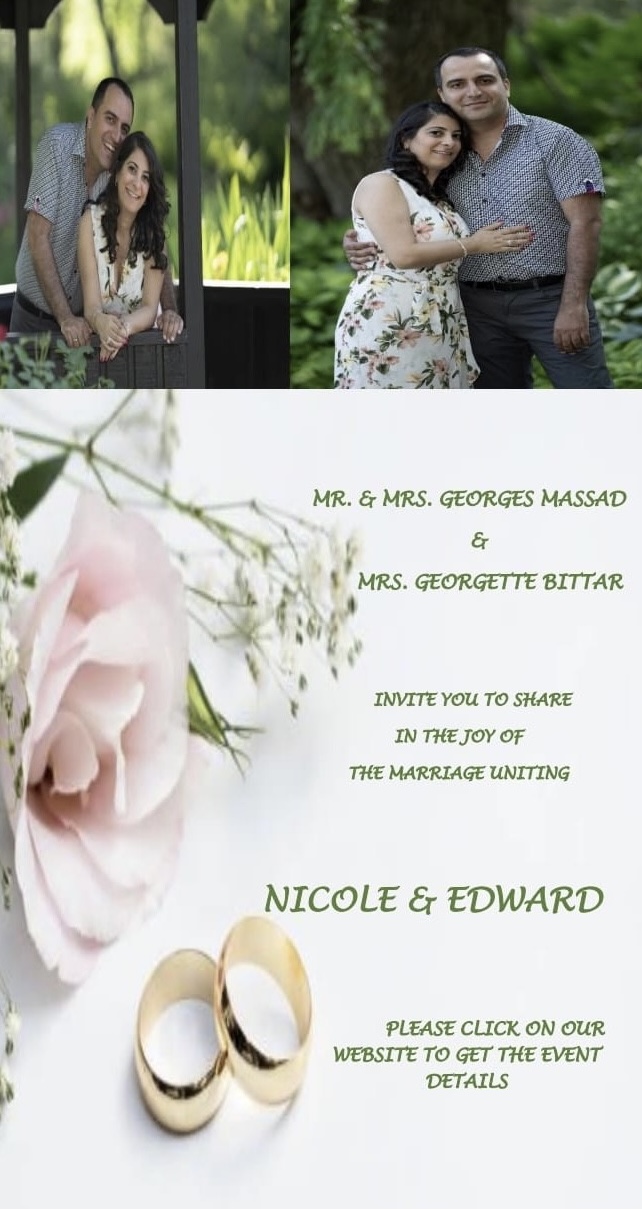 MR. & MRS. GEORGES MASSAD
&
MRS. GEORGETTE BITTAR
INVITE YOU TO SHARE
IN THE JOY OF
THE MARRIAGE UNITING
NICOLE & EDWARD
PLEASE CLICK ON OUR
WEBSITE TO GET THE EVENT
DETAILS